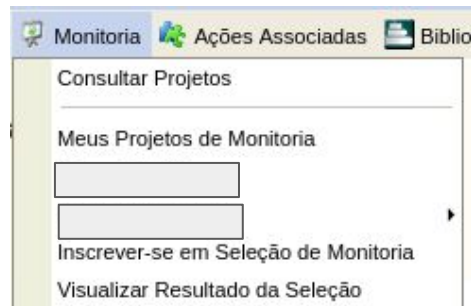 Monitoria Ações Associadas Biblio
Consultar Projetos
Meus Projetos de Monitoria
Inscrever-se em Seleção de Monitoria
Visualizar Resultado da Seleção